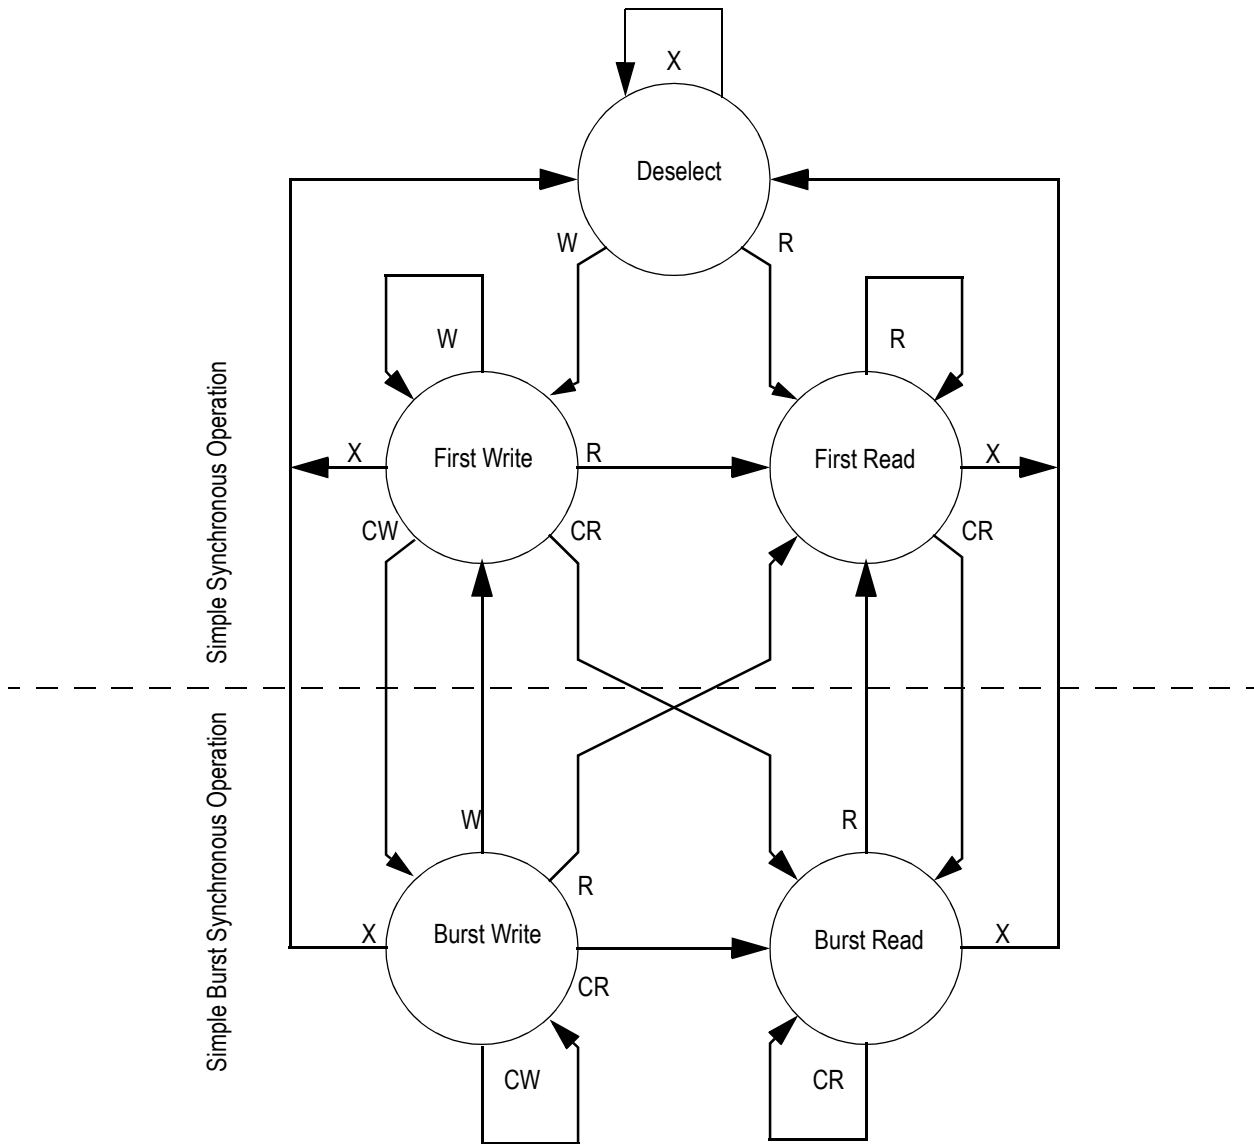 X
Deselect
W
R
W
R
Simple Synchronous Operation
X
First Write
R
First Read
X
CW
CR
CR
Simple Burst Synchronous Operation
W
R
R
X
Burst Write
Burst Read
X
CR
CW
CR